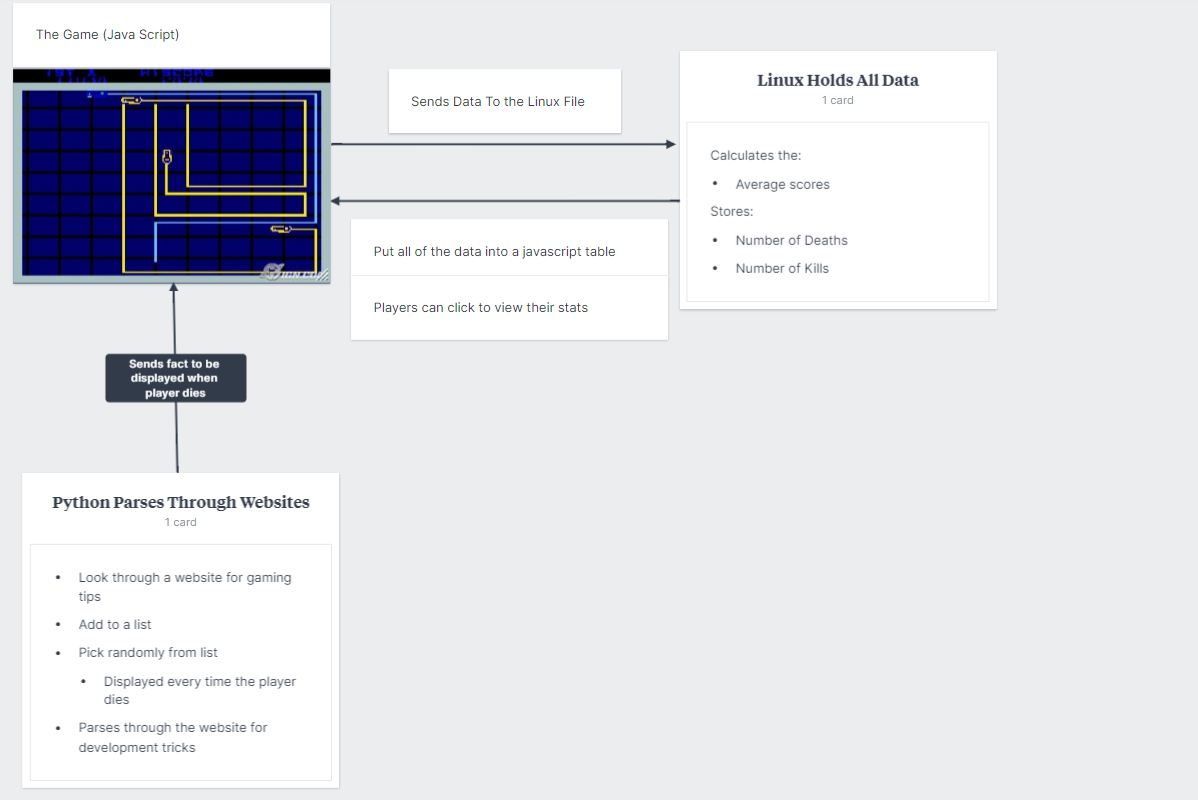 The Game (Java Script)
1ST
HISCORE
IGN.COM
Sends Data To the Linux File
Linux Holds All Data
1 card
Calculates the:
• Average scores
Stores:
• Number of Deaths
• Number of Kills
Put all of the data into a javascript table
Players can click to view their stats
Sends fact to be
displayed when
player dies
Python Parses Through Websites
1 card
• Look through a website for gaming
tips
• Add to a list
• Pick randomly from list
• Displayed every time the player
dies
• Parses through the website for
development tricks